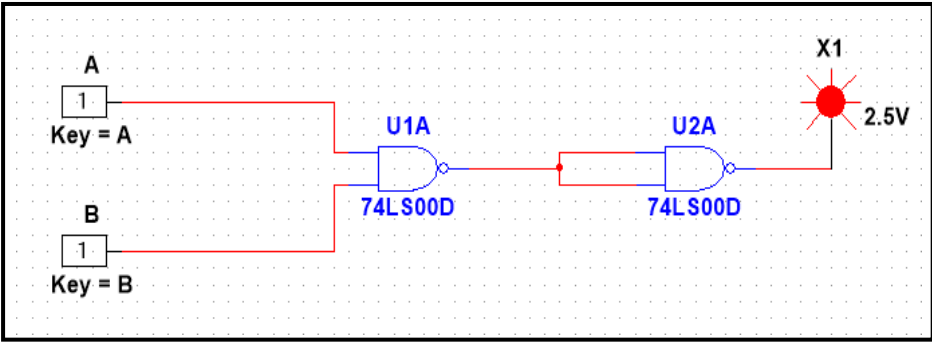 A
1
Key = A
B
1
Key = B
U1A
74LS00D
U2A
74LS00D
X1
2.5V